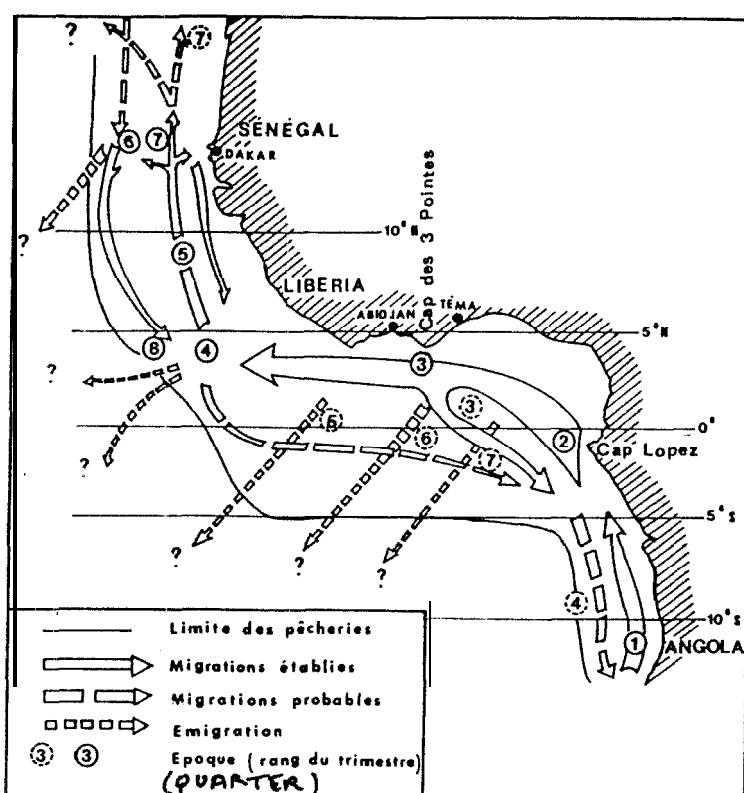 ?
7
SÉNÉGAL
6
7
DAKAR
?
10° N
Cap des 3 Pointes
5
LIBERIA
ABIDJAN
TÉMA
5° N
8
4
3
?
3
5
6
2
0°
Cap Lopez
?
7
5° S
?
?
?
4
10° S
1
ANGOLA
Limite des pêcheries
Migrations établies
Migrations probables
Emigration
3 3 Epoque (rang du trimestre)
(QUARTER)